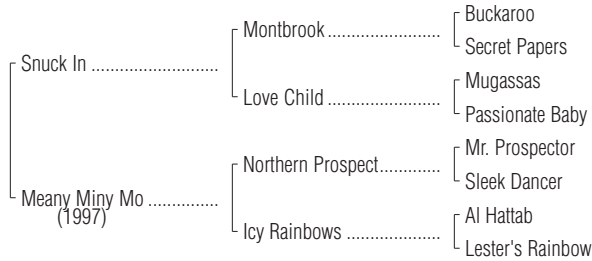 Buckaroo
Montbrook
Secret Papers
Snuck In
Mugassas
Love Child
Passionate Baby
Mr. Prospector
Northern Prospect
Sleek Dancer
Meany Miny Mo
(1997)
Al Hattab
Icy Rainbows
Lester's Rainbow